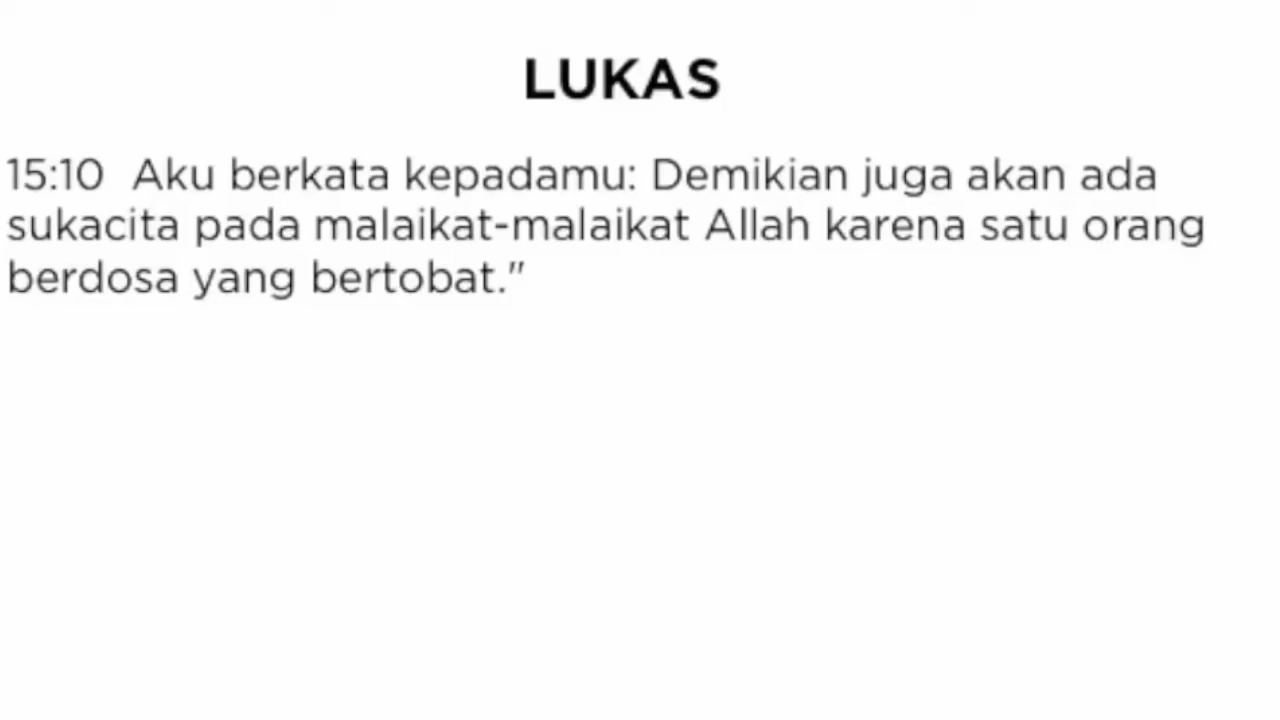 LUKAS
15:10 Aku berkata kepadamu: Demikian juga akan ada
sukacita pada malaikat-malaikat Allah karena satu orang
berdosa yang bertobat."